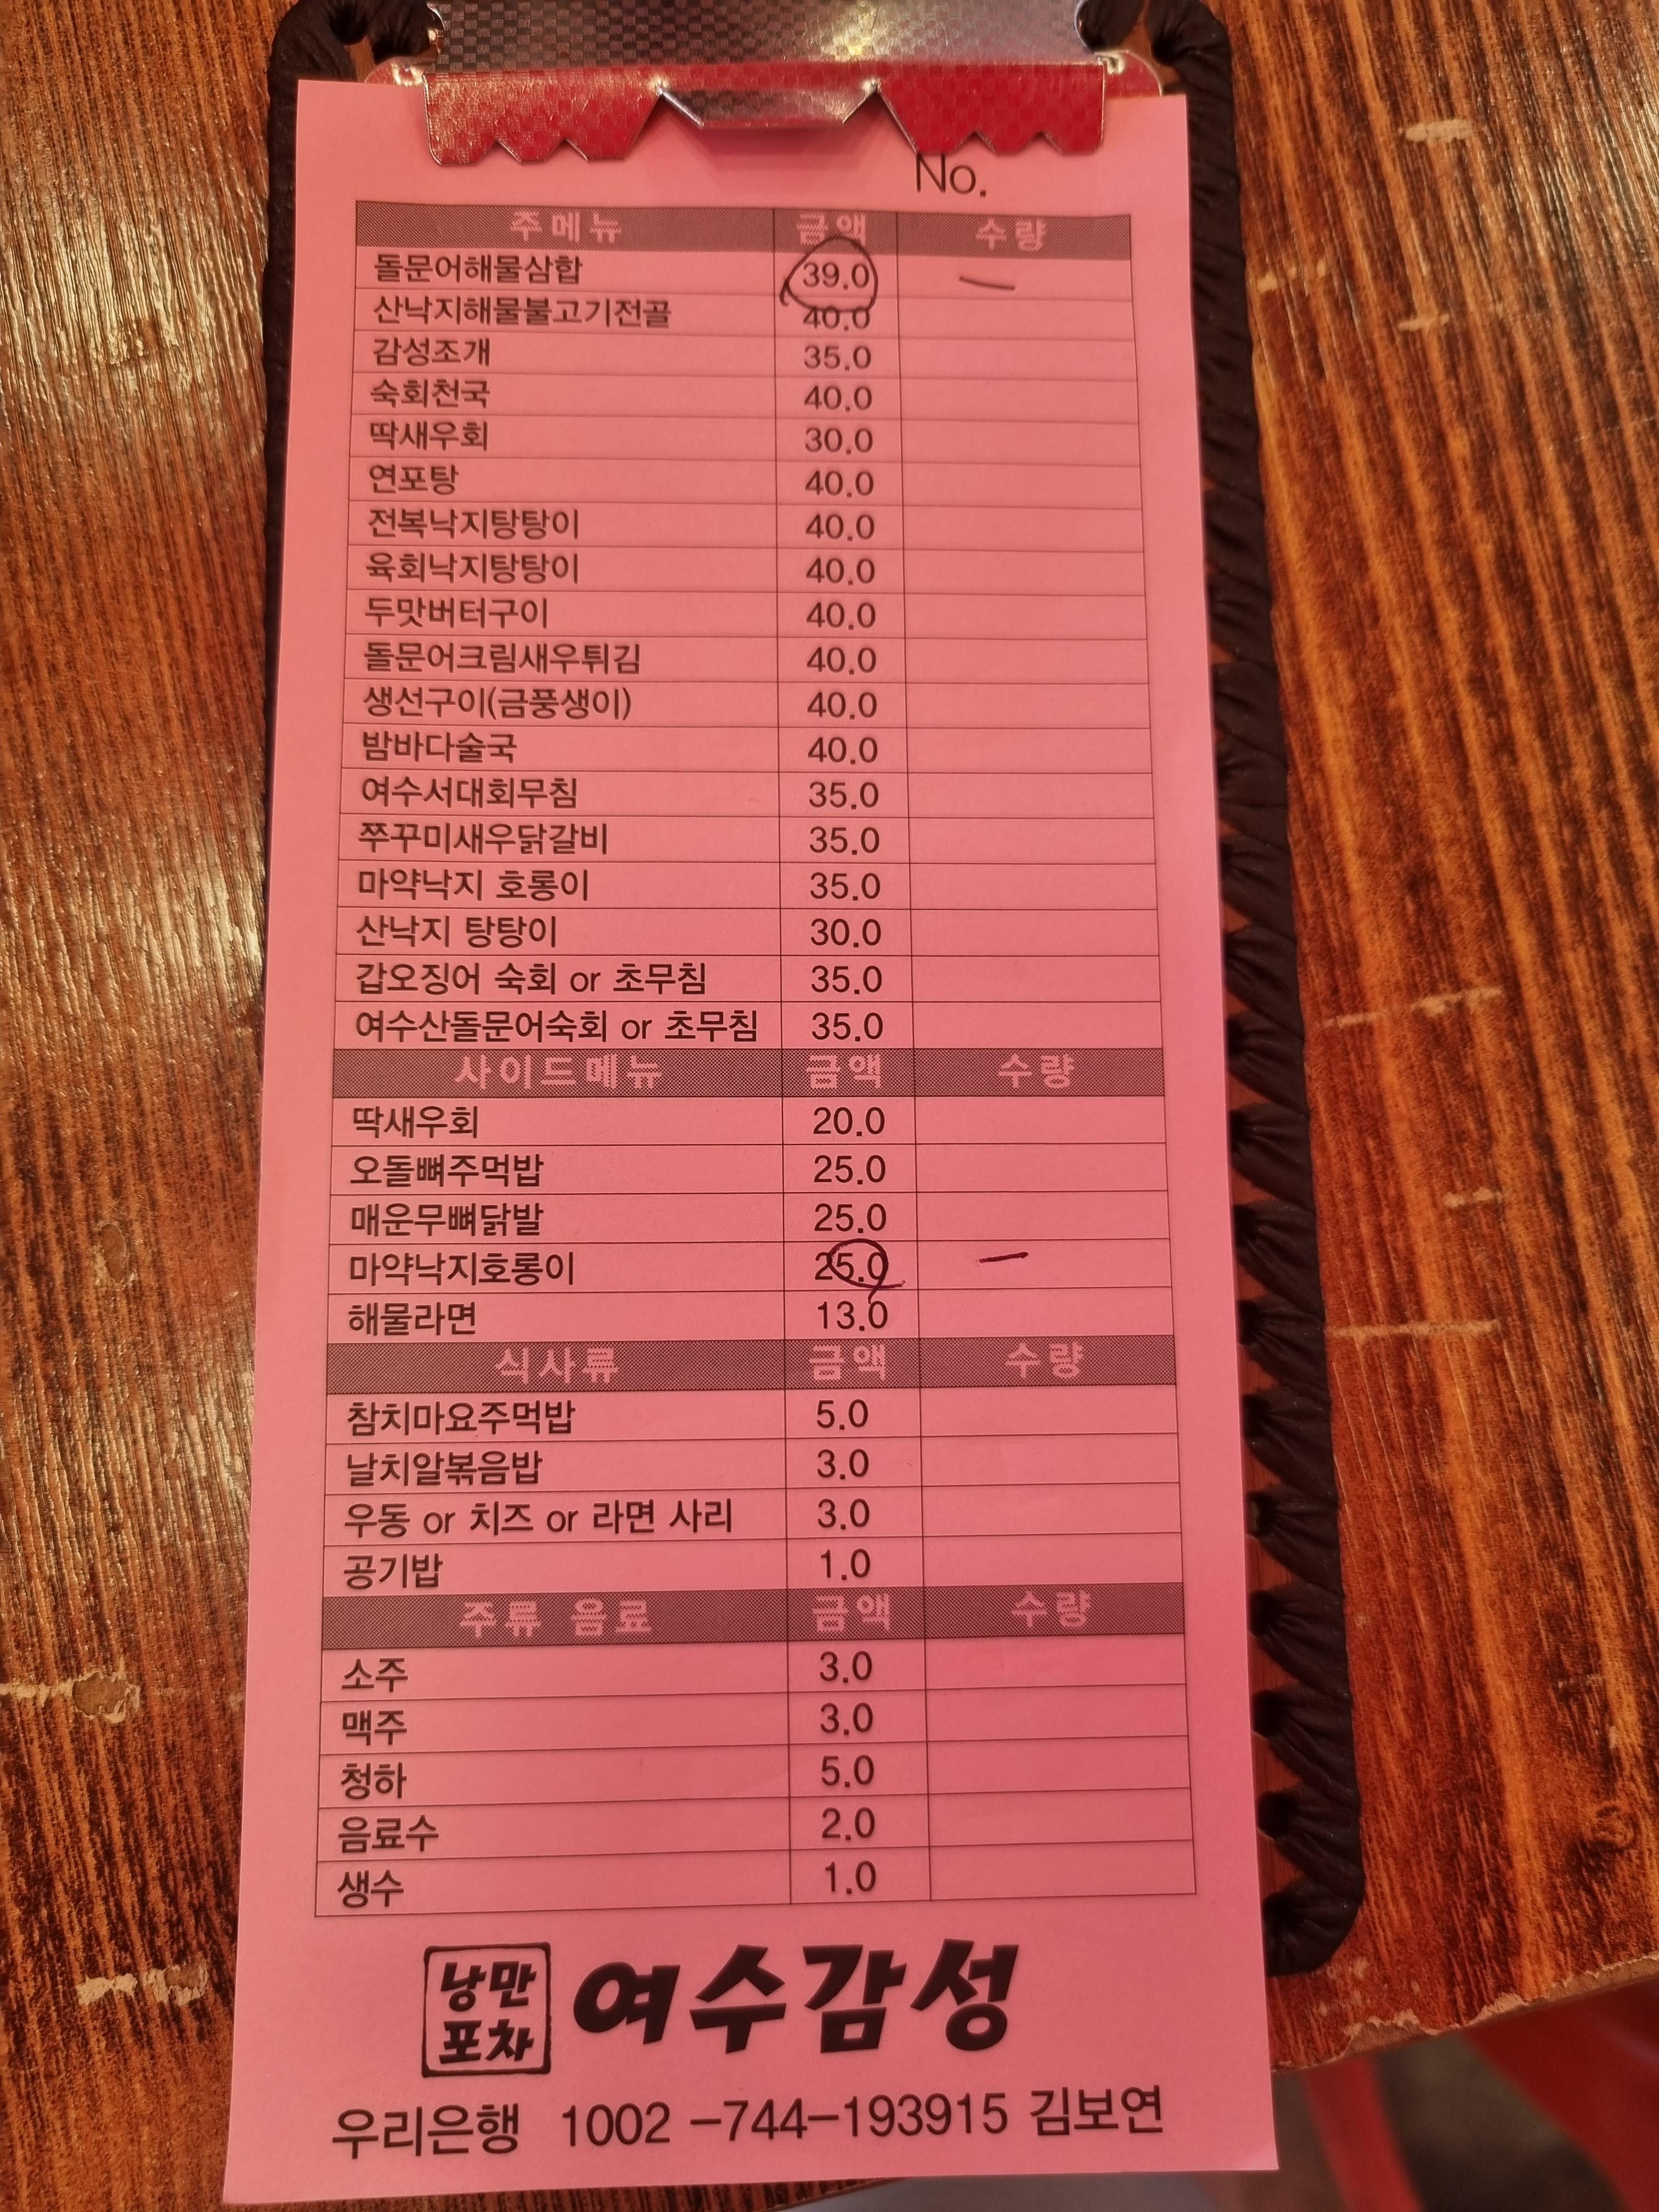 No.
주메뉴 금액 수량
돌문어해물삼합 39.0 —
산낙지해물불고기전골 40.0
감성조개 35.0
숙회천국 40.0
딱새우회 30.0
연포탕 40.0
전복낙지탕탕이 40.0
육회낙지탕탕이 40.0
두맛버터구이 40.0
돌문어크림새우튀김 40.0
생선구이(금풍생이) 40.0
밤바다술국 40.0
여수서대회무침 35.0
쭈꾸미새우닭갈비 35.0
마약낙지 호롱이 35.0
산낙지 탕탕이 30.0
갑오징어 숙회 or 초무침 35.0
여수산돌문어숙회 or 초무침 35.0
사이드메뉴 금액 수량
딱새우회 20.0
오돌뼈주먹밥 25.0
매운무뼈닭발 25.0
마약낙지호롱이 25.0 —
해물라면 13.0
식사류 금액 수량
참치마요주먹밥 5.0
날치알볶음밥 3.0
우동 or 치즈 or 라면 사리 3.0
공기밥 1.0
주류 음료 금액 수량
소주 3.0
맥주 3.0
청하 5.0
음료수 2.0
생수 1.0
낭만포차 여수감성
우리은행 1002 -744-193915 김보연